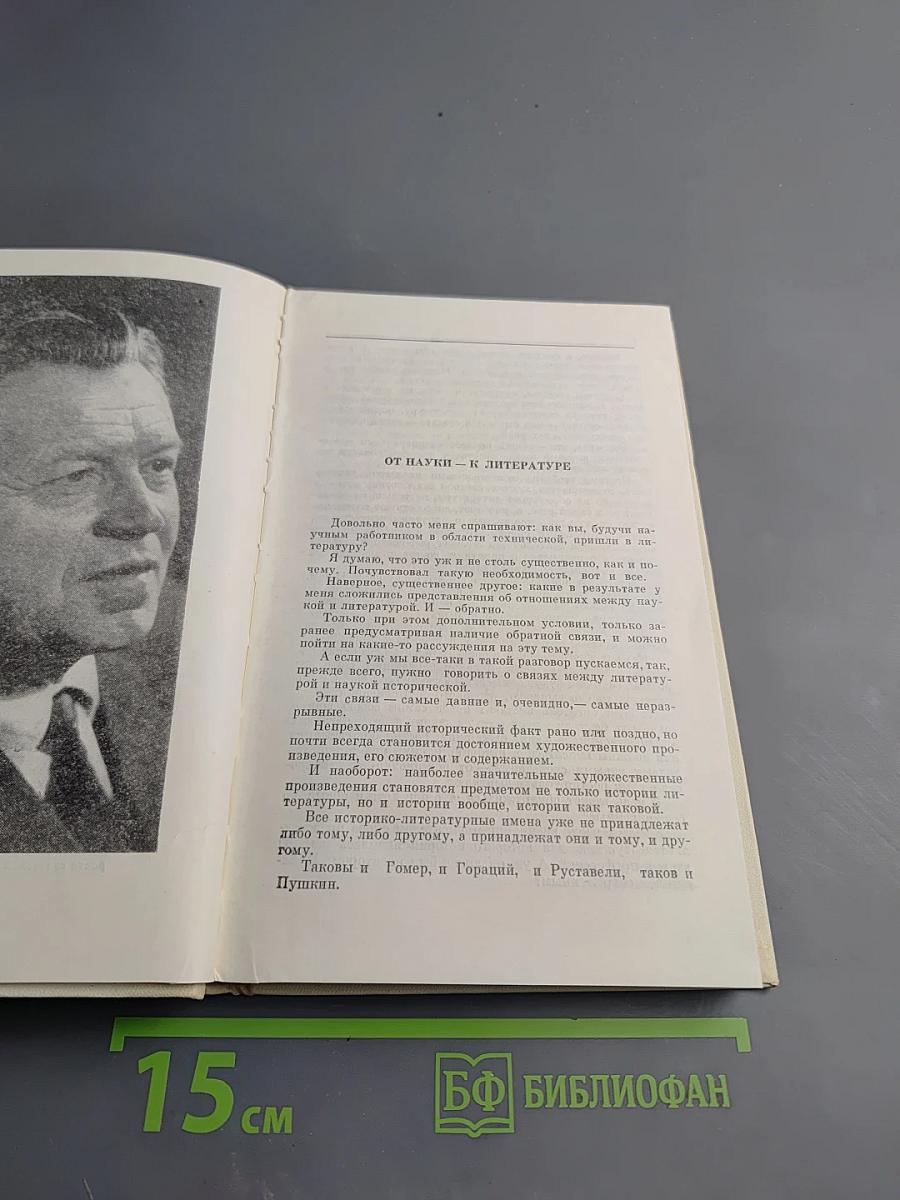 ОТ НАУКИ — К ЛИТЕРАТУРЕ
Довольно часто меня спрашивают: как вы, будучи на-
учным работником в области технической, пришли в ли-
тературу?
Я думаю, что это уж и не столь существенно, как и по-
чему. Почувствовал такую необходимость, вот и все.
Наверное, существеннее другое: какие в результате у
меня сложились представления об отношениях между нау-
кой и литературой. И — обратно.
Только при этом дополнительном условии, только за-
ранее предусматривая наличие обратной связи, и можно
пойти на какие-то рассуждения на эту тему.
А если уж мы все-таки в такой разговор пускаемся, так,
прежде всего, нужно говорить о связях между литерату-
рой и наукой исторической.
Эти связи — самые давние и, очевидно,— самые нераз-
рывные.
Непреходящий исторический факт рано или поздно, но
почти всегда становится достоянием художественного про-
изведения, его сюжетом и содержанием.
И наоборот: наиболее значительные художественные
произведения становятся предметом не только истории ли-
тературы, но и истории вообще, истории как таковой.
Все историко-литературные имена уже не принадлежат
либо тому, либо другому, а принадлежат они и тому, и дру-
гому.
Таковы и Гомер, и Гораций, и Руставели, таков и
Пушкин.
15 см
БФ БИБЛИОФАН